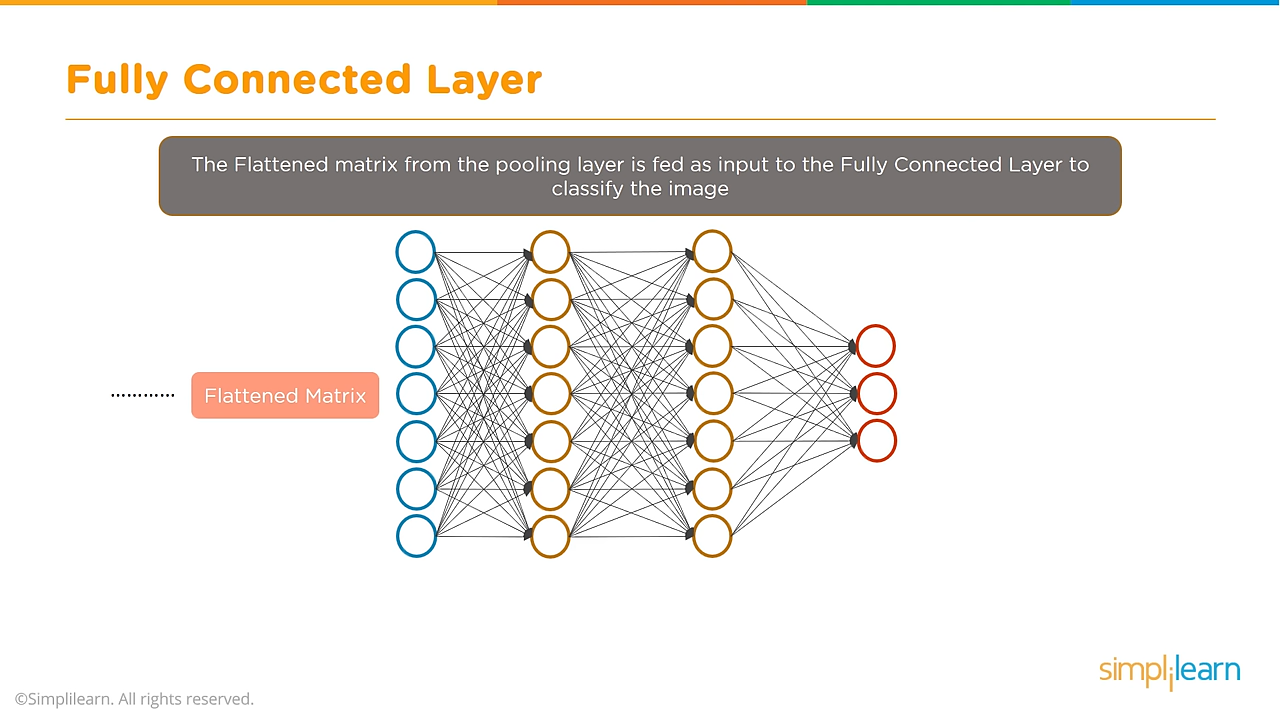 Fully Connected Layer
The Flattened matrix from the pooling layer is fed as input to the Fully Connected Layer to
classify the image
............ Flattened Matrix
simplilearn
©Simplilearn. All rights reserved.